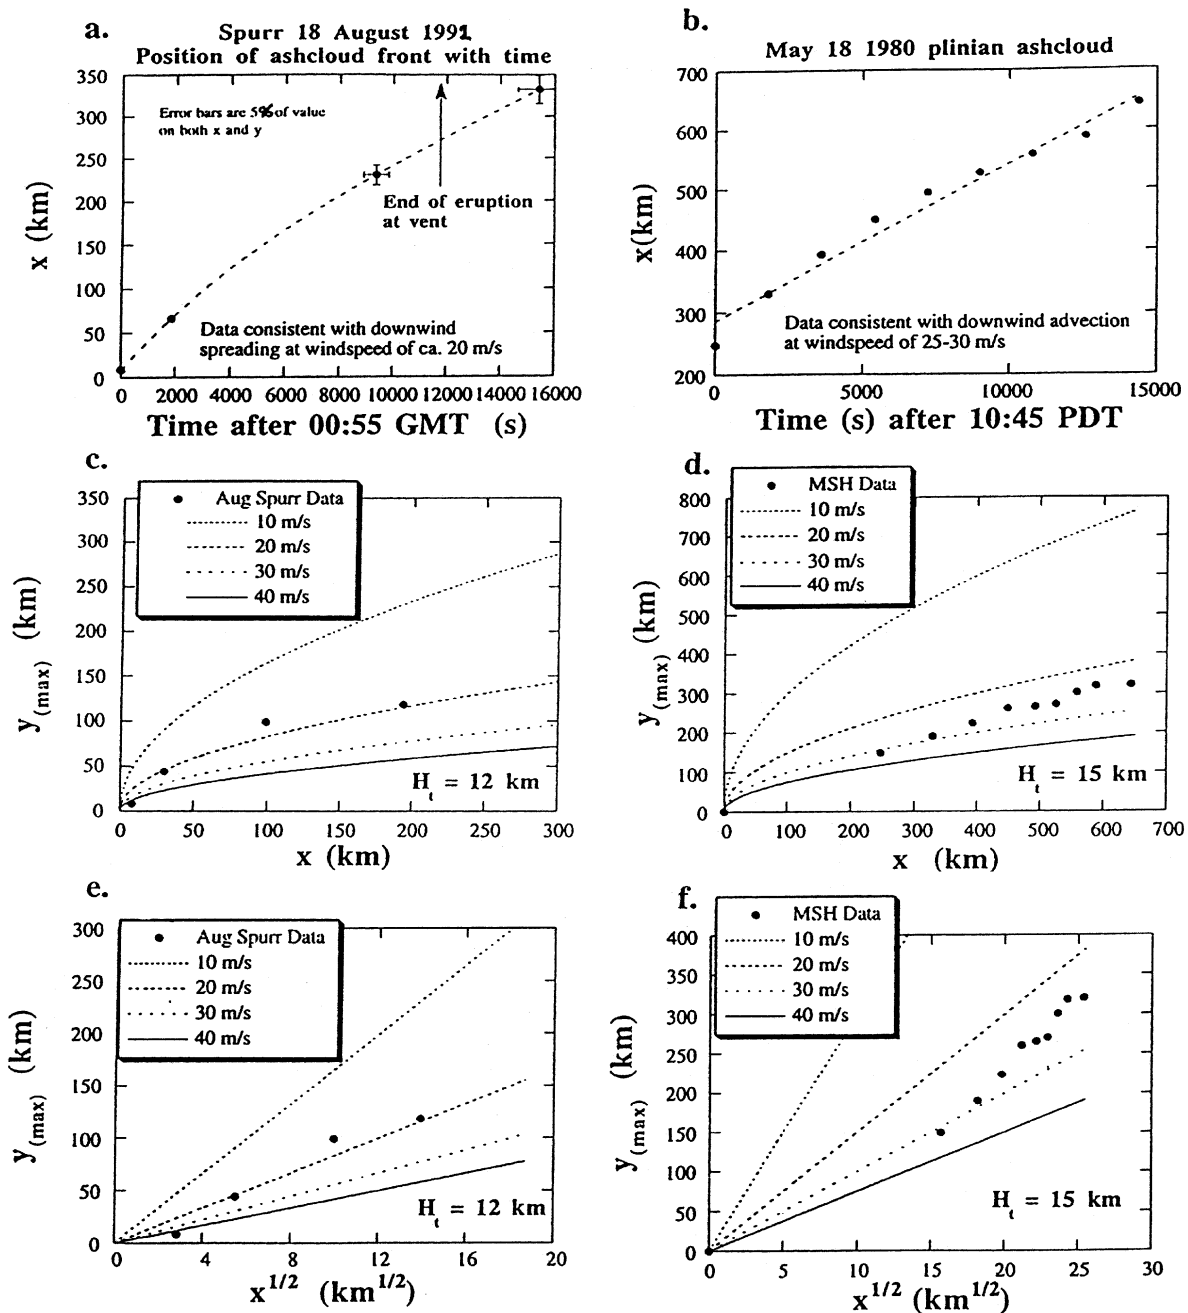 a.
Spurr 18 August 1991
Position of ashcloud front with time
350
300
250
200
150
100
50
0
x (km)
Error bars are 5% of value
on both x and y
End of eruption
at vent
Data consistent with downwind
spreading at windspeed of ca. 20 m/s
0 2000 4000 6000 8000 10000 12000 14000 16000
Time after 00:55 GMT (s)
b.
May 18 1980 plinian ashcloud
700
600
500
400
300
200
x(km)
Data consistent with downwind advection
at windspeed of 25-30 m/s
0 5000 10000 15000
Time (s) after 10:45 PDT
c.
Aug Spurr Data
10 m/s
20 m/s
30 m/s
40 m/s
350
300
250
200
150
100
50
0
y(max) (km)
Ht = 12 km
0 50 100 150 200 250 300
x (km)
d.
MSH Data
10 m/s
20 m/s
30 m/s
40 m/s
800
700
600
500
400
300
200
100
0
y(max) (km)
Ht = 15 km
0 100 200 300 400 500 600 700
x (km)
e.
Aug Spurr Data
10 m/s
20 m/s
30 m/s
40 m/s
300
250
200
150
100
50
0
y(max) (km)
Ht = 12 km
0 4 8 12 16 20
x1/2 (km1/2)
f.
MSH Data
10 m/s
20 m/s
30 m/s
40 m/s
400
350
300
250
200
150
100
50
0
y(max) (km)
Ht = 15 km
0 5 10 15 20 25 30
x1/2 (km1/2)